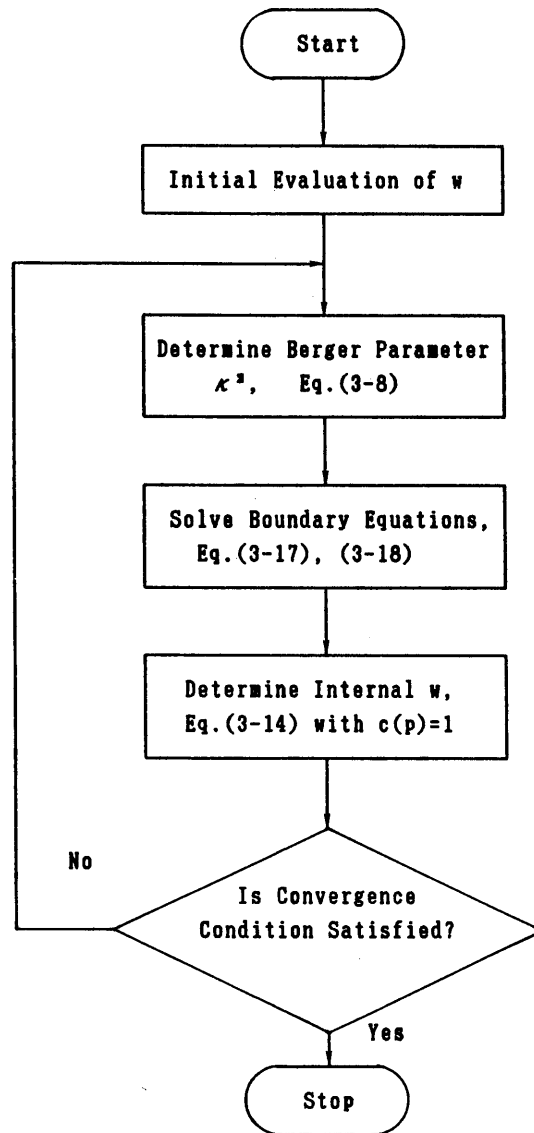 Start
Initial Evaluation of w
Determine Berger Parameter
κ², Eq.(3-8)
Solve Boundary Equations,
Eq.(3-17), (3-18)
Determine Internal w,
Eq.(3-14) with c(p)=1
No
Is Convergence
Condition Satisfied?
Yes
Stop